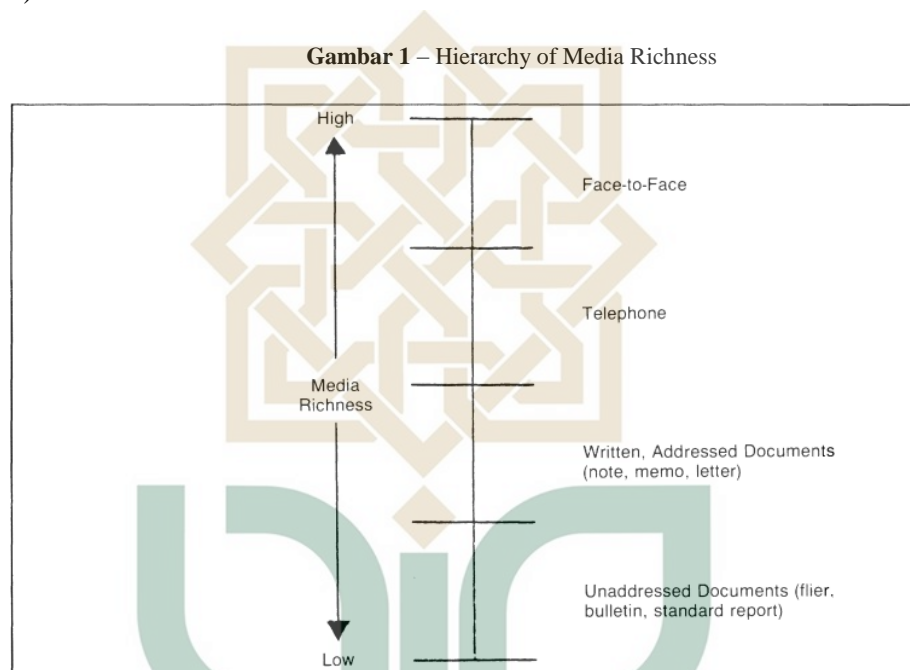 Gambar 1 – Hierarchy of Media Richness
High
Face-to-Face
Telephone
Media
Richness
Written, Addressed Documents
(note, memo, letter)
Unaddressed Documents (flier,
bulletin, standard report)
Low